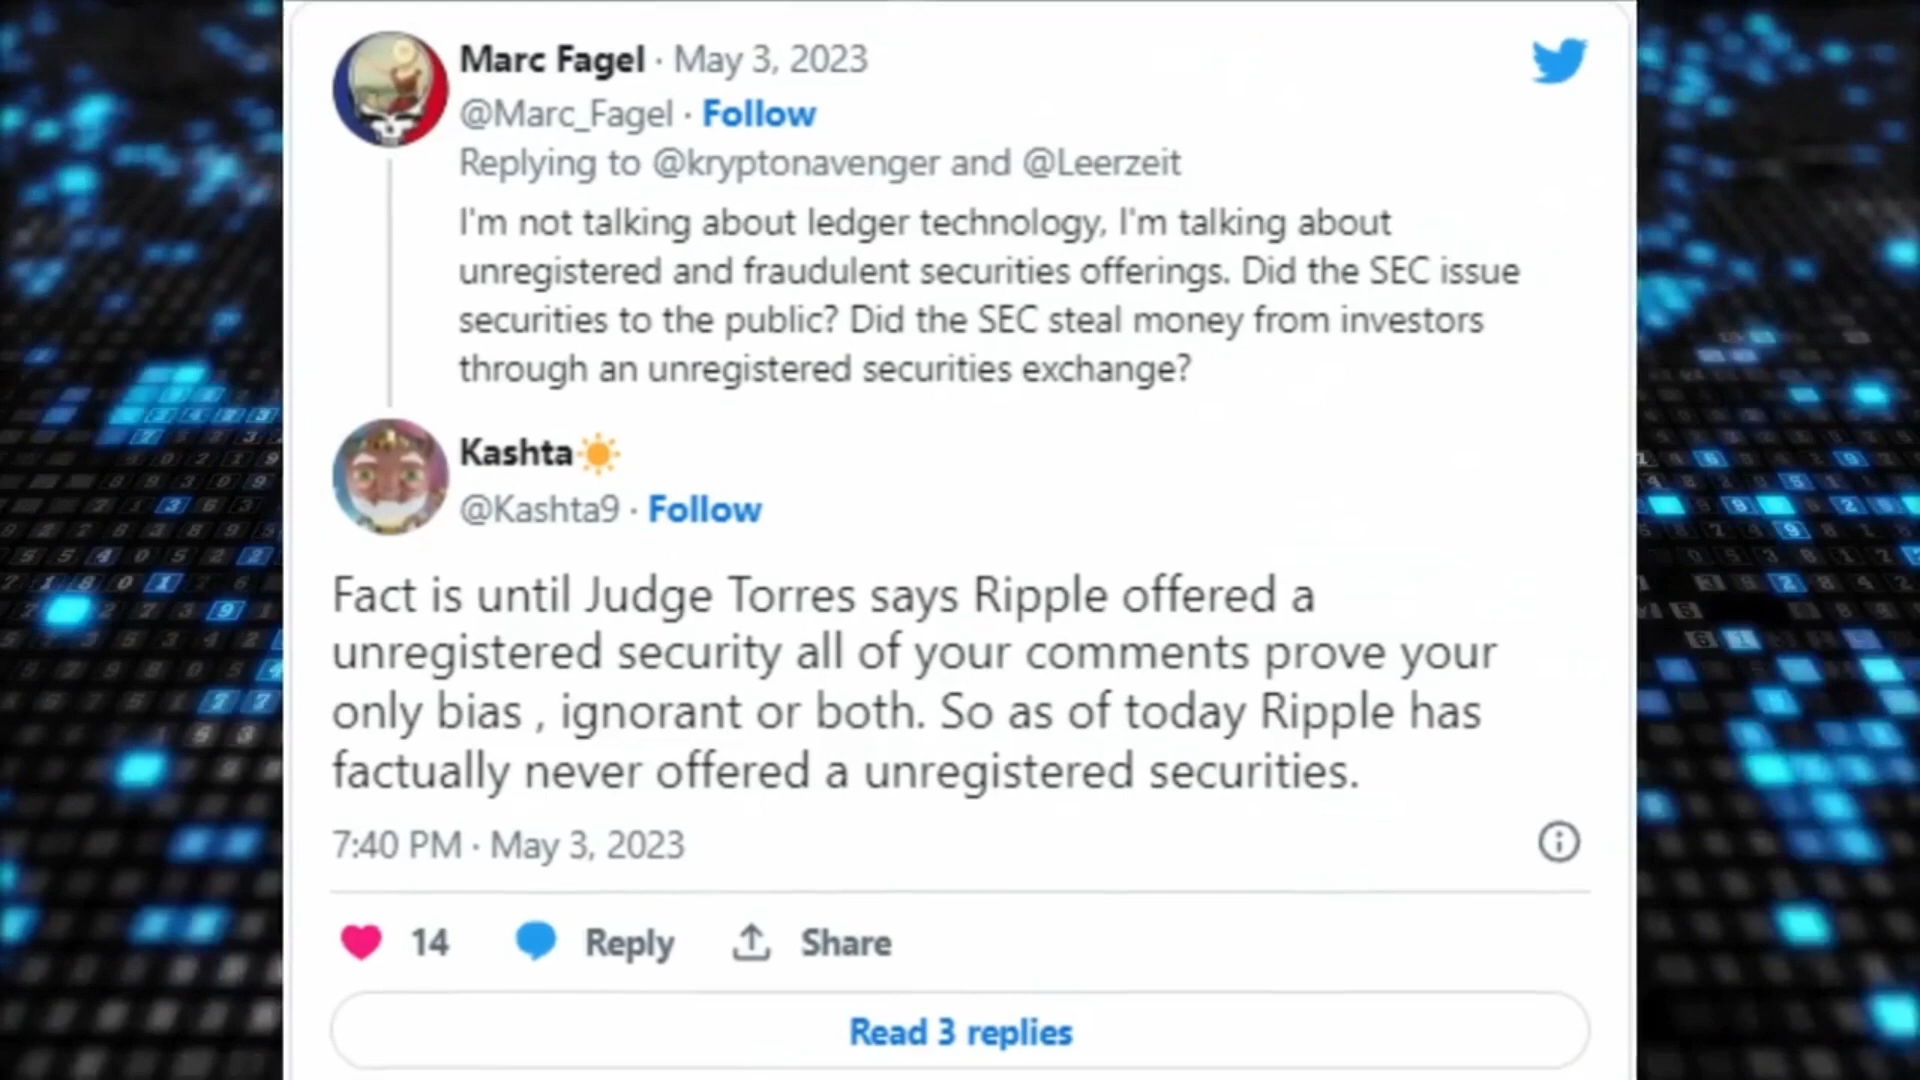 Marc Fagel · May 3, 2023
@Marc_Fagel · Follow
Replying to @kryptonavenger and @Leerzeit
I'm not talking about ledger technology, I'm talking about
unregistered and fraudulent securities offerings. Did the SEC issue
securities to the public? Did the SEC steal money from investors
through an unregistered securities exchange?
Kashta☀️
@Kashta9 · Follow
Fact is until Judge Torres says Ripple offered a
unregistered security all of your comments prove your
only bias , ignorant or both. So as of today Ripple has
factually never offered a unregistered securities.
7:40 PM · May 3, 2023
14 Reply Share
Read 3 replies